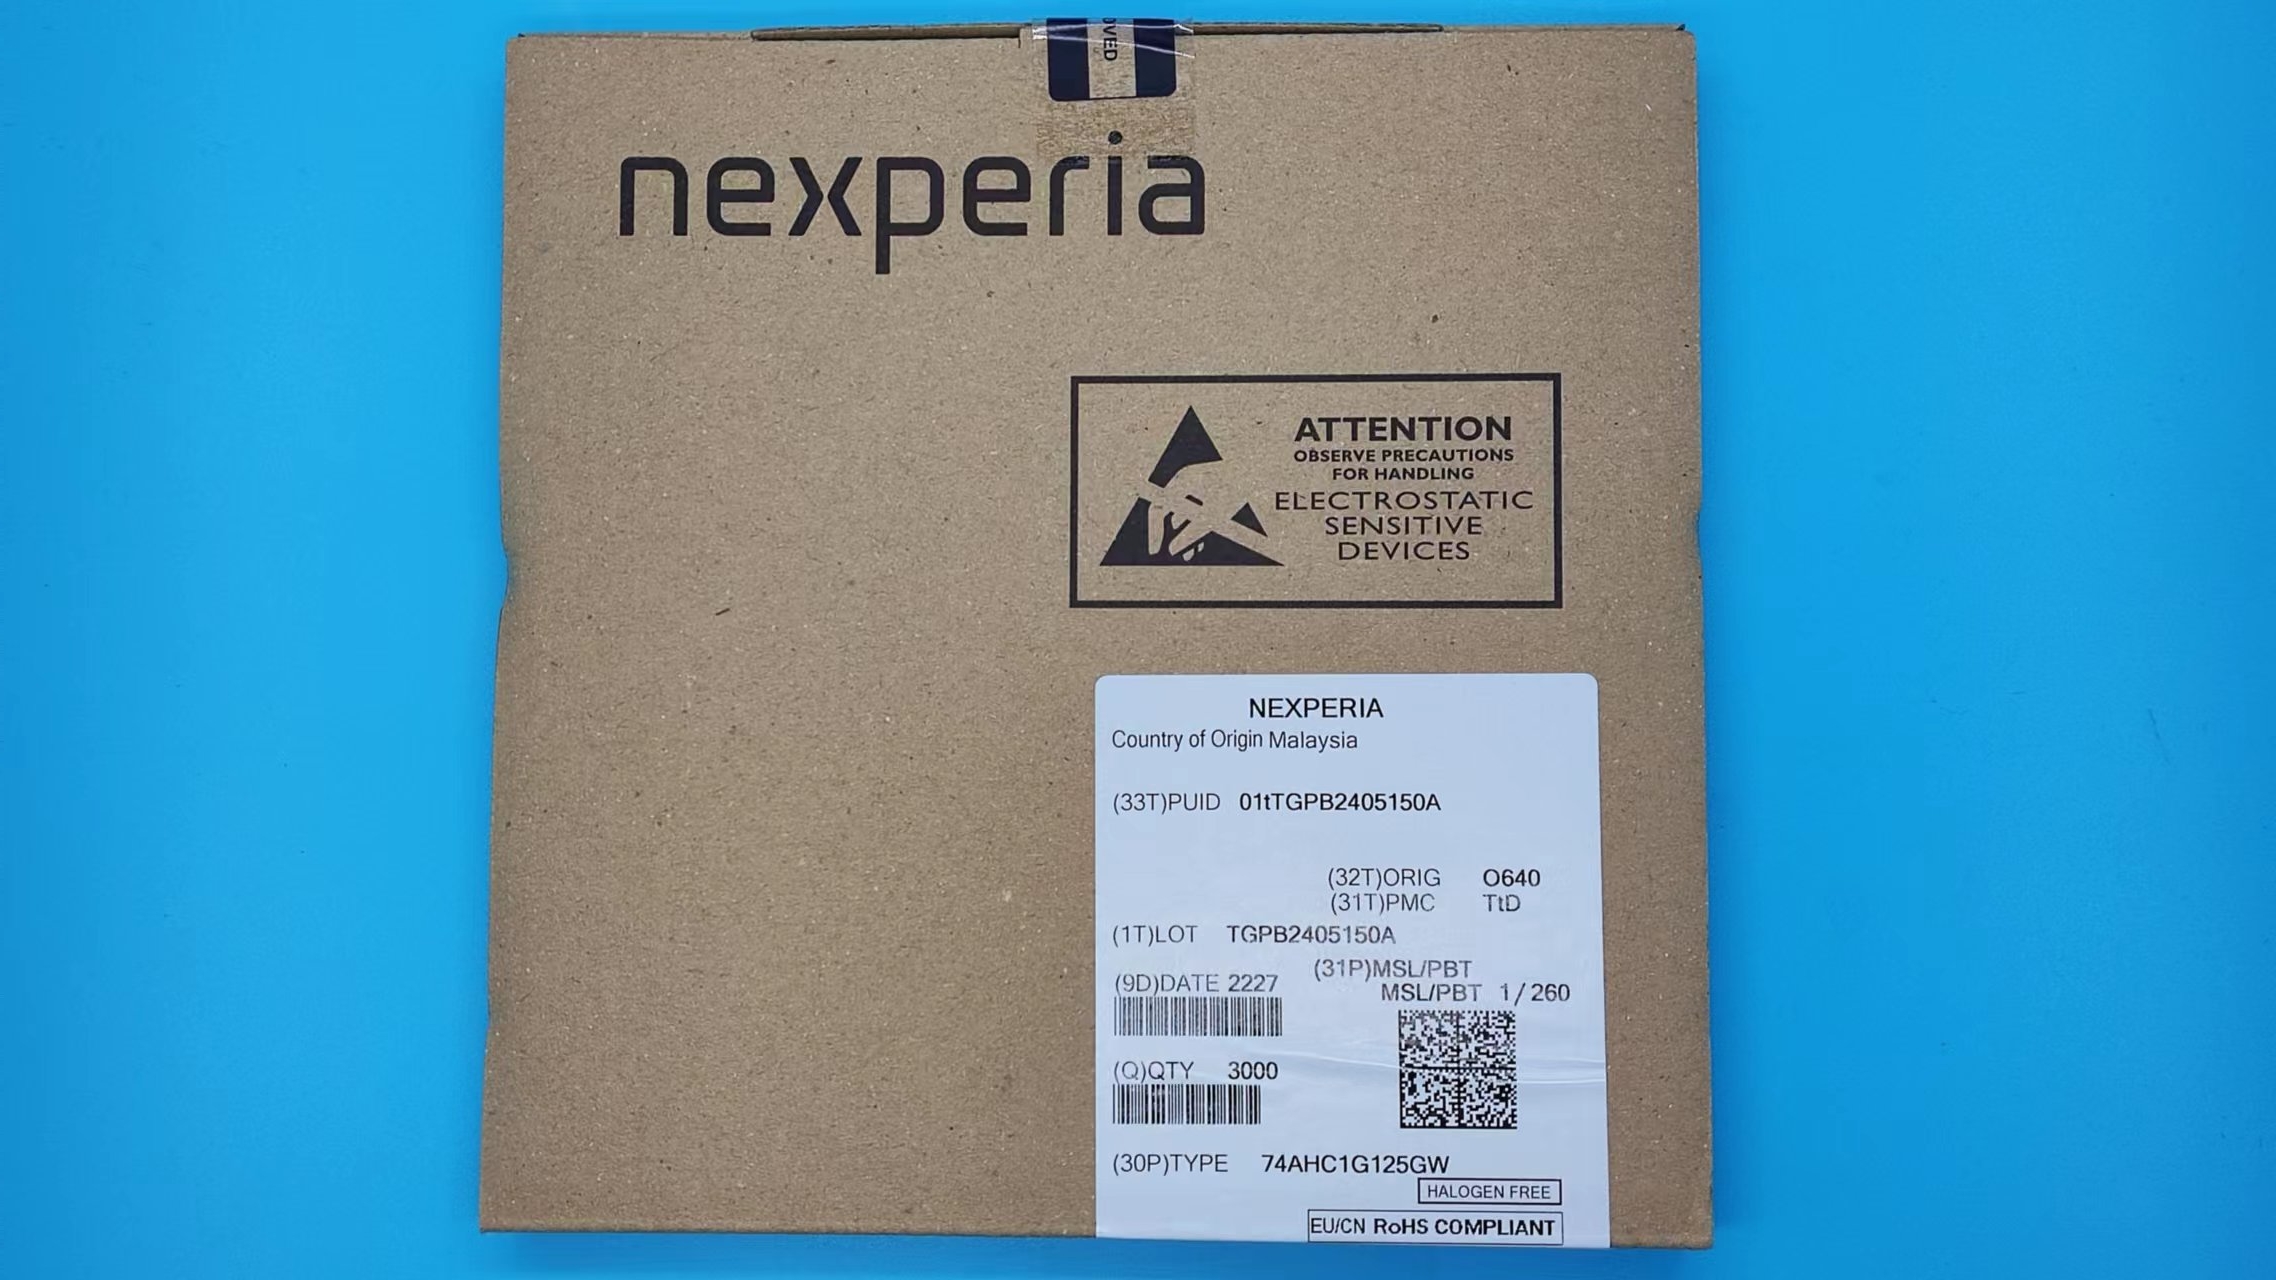 nexperia
ATTENTION
OBSERVE PRECAUTIONS
FOR HANDLING
ELECTROSTATIC
SENSITIVE
DEVICES
NEXPERIA
Country of Origin Malaysia
(33T)PUID 01tTGPB2405150A
(32T)ORIG O640
(31T)PMC TtD
(1T)LOT TGPB2405150A
(31P)MSL/PBT
(9D)DATE 2227
MSL/PBT 1/260
(Q)QTY 3000
(30P)TYPE 74AHC1G125GW
HALOGEN FREE
EU/CN RoHS COMPLIANT